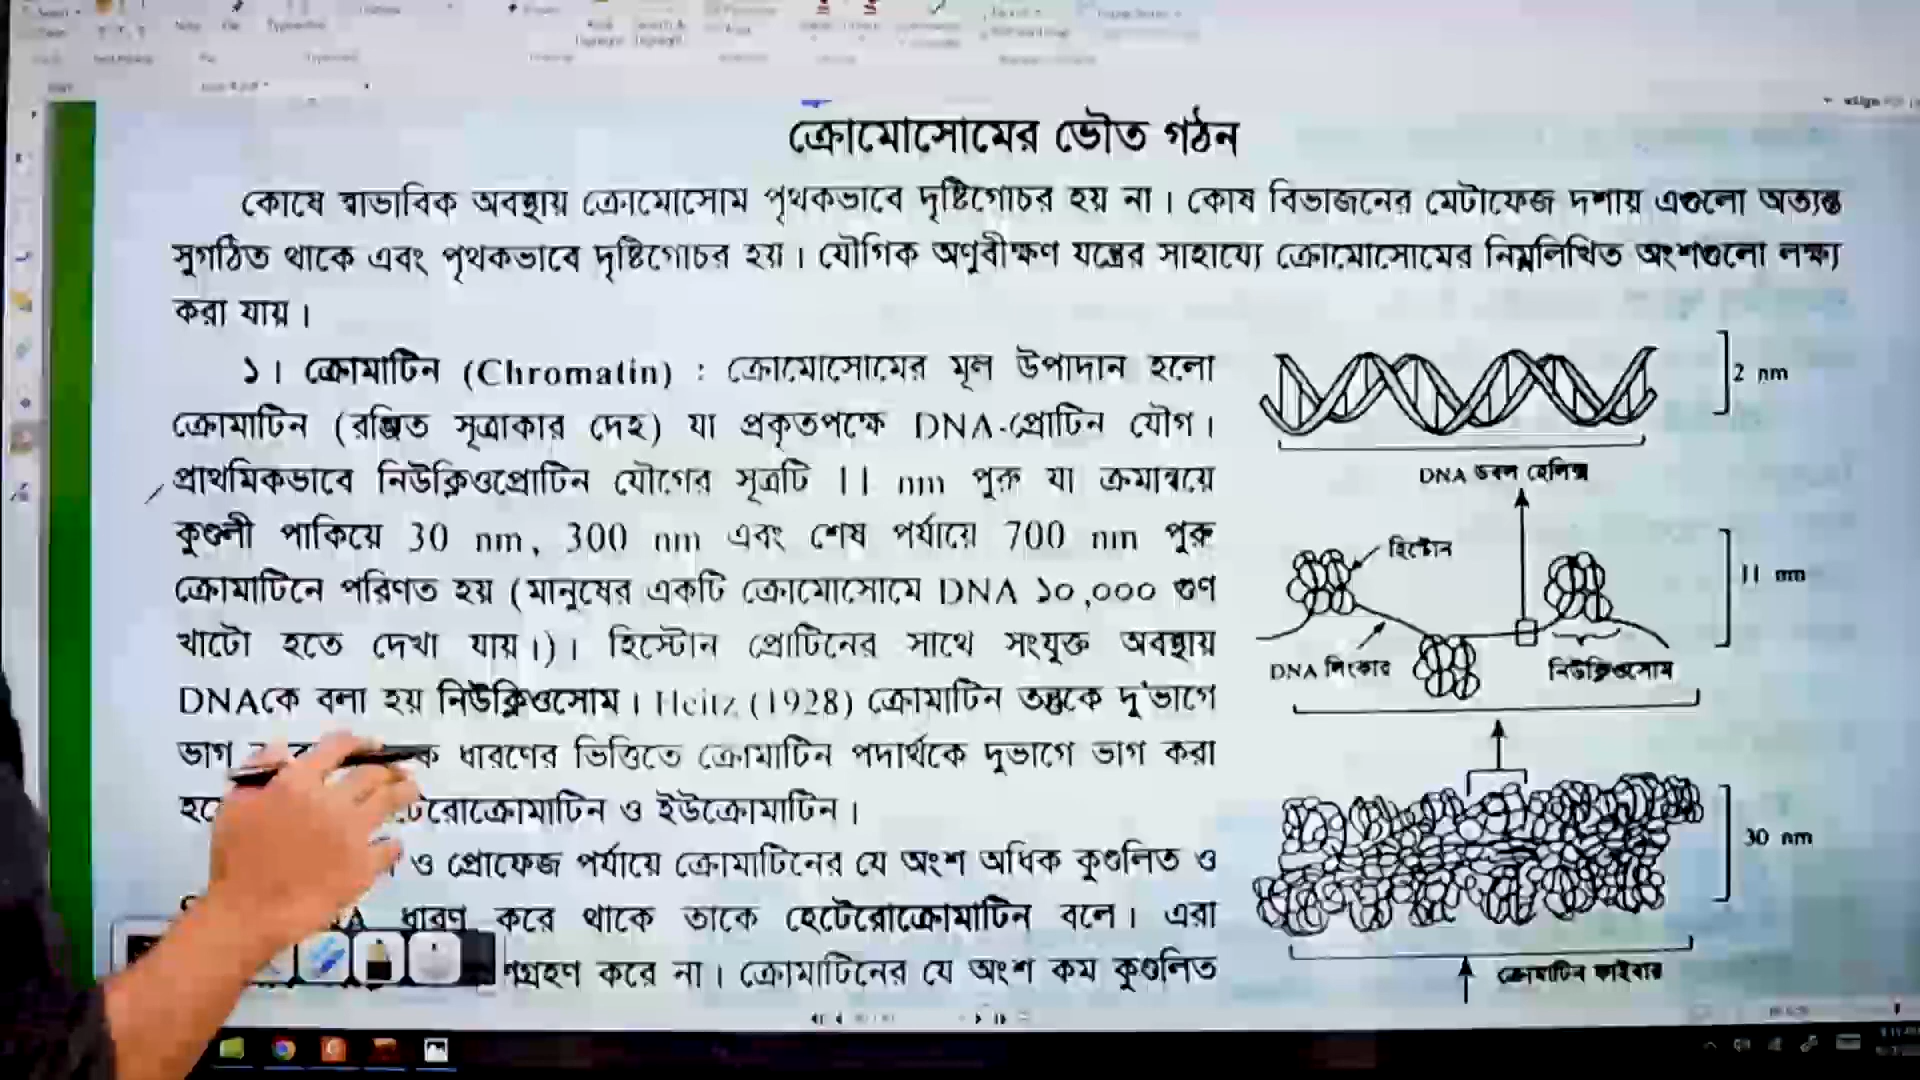 ক্রোমোসোমের ভৌত গঠন
কোষে স্বাভাবিক অবস্থায় ক্রোমোসোম পৃথকভাবে দৃষ্টিগোচর হয় না। কোষ বিভাজনের মেটাফেজ দশায় এগুলো অত্যন্ত
সুগঠিত থাকে এবং পৃথকভাবে দৃষ্টিগোচর হয়। যৌগিক অণুবীক্ষণ যন্ত্রের সাহায্যে ক্রোমোসোমের নিম্নলিখিত অংশগুলো লক্ষ্য
করা যায়।
১। ক্রোমাটিন (Chromatin) : ক্রোমোসোমের মূল উপাদান হলো
ক্রোমাটিন (রঞ্জিত সূত্রাকার দেহ) যা প্রকৃতপক্ষে DNA-প্রোটিন যৌগ।
প্রাথমিকভাবে নিউক্লিওপ্রোটিন যৌগের সূত্রটি 11 nm পুরু যা ক্রমান্বয়ে
কুণ্ডলী পাকিয়ে 30 nm, 300 nm এবং শেষ পর্যায়ে 700 nm পুরু
ক্রোমাটিনে পরিণত হয় (মানুষের একটি ক্রোমোসোমে DNA ১০,০০০ গুণ
খাটো হতে দেখা যায়।)। হিস্টোন প্রোটিনের সাথে সংযুক্ত অবস্থায়
DNAকে বলা হয় নিউক্লিওসোম। Heitz (1928) ক্রোমাটিন তন্তুকে দু'ভাগে
ভাগ ধারণের ভিত্তিতে ক্রোমাটিন পদার্থকে দুভাগে ভাগ করা
ও ইউক্রোমাটিন।
ও প্রোফেজ পর্যায়ে ক্রোমাটিনের যে অংশ অধিক কুণ্ডলিত ও
ধারণ করে থাকে তাকে হেটেরোক্রোমাটিন বলে। এরা
করে না। ক্রোমাটিনের যে অংশ কম কুণ্ডলিত
2 nm
DNA ডবল হেলিক্স
হিস্টোন
11 nm
DNA লিংকার
নিউক্লিওসোম
30 nm
ক্রোমাটিন ফাইবার